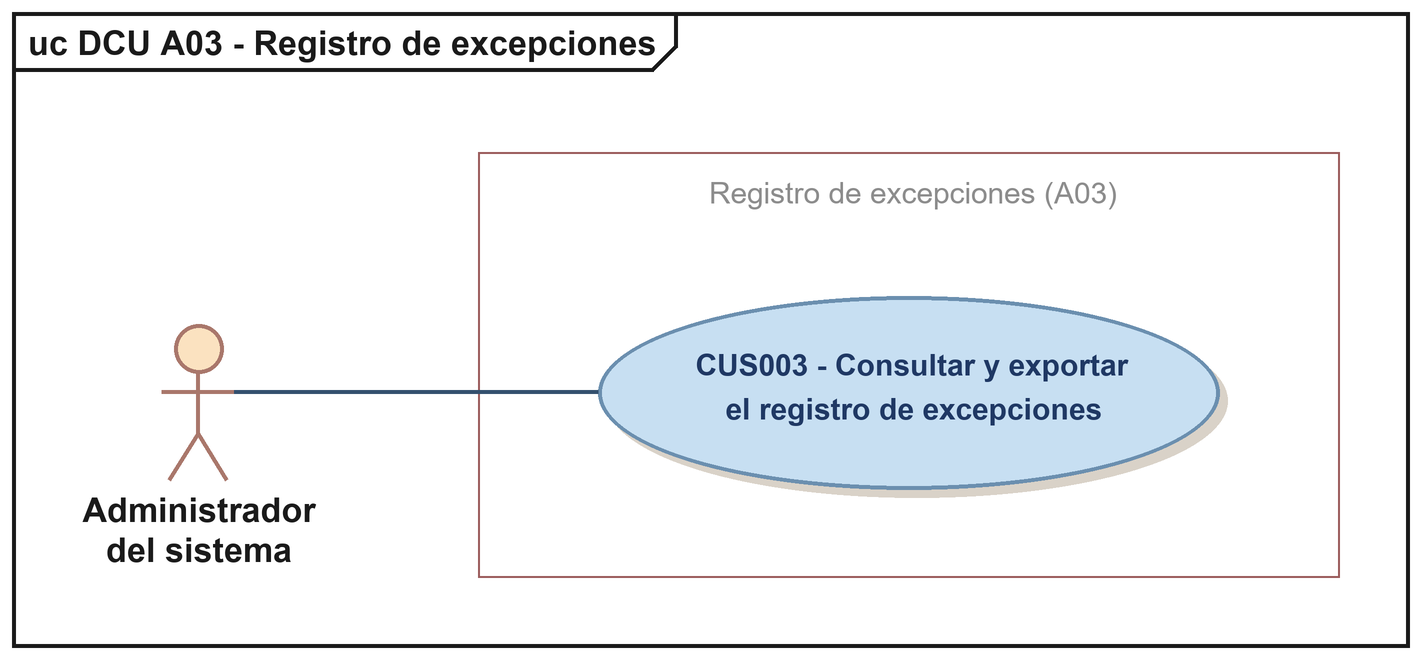 uc DCU A03 - Registro de excepciones
Registro de excepciones (A03)
CUS003 - Consultar y exportar
el registro de excepciones
Administrador
del sistema